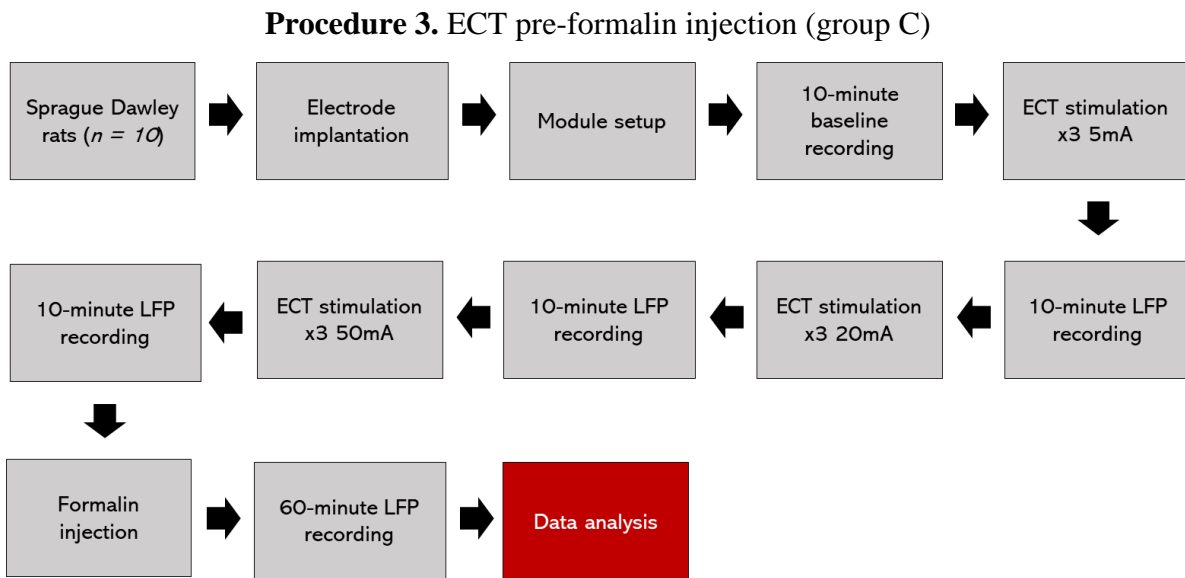 Procedure 3. ECT pre-formalin injection (group C)
Sprague Dawley
rats (n = 10)
Electrode
implantation
Module setup
10-minute
baseline
recording
ECT stimulation
x3 5mA
10-minute LFP
recording
ECT stimulation
x3 20mA
10-minute LFP
recording
ECT stimulation
x3 50mA
10-minute LFP
recording
Formalin
injection
60-minute LFP
recording
Data analysis